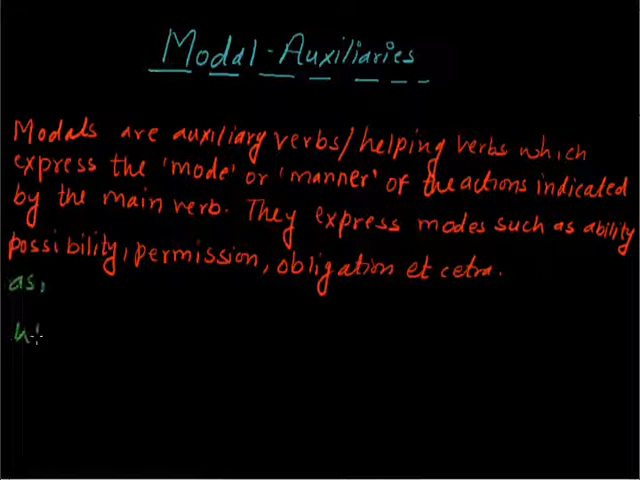 Modal-Auxiliaries
Modals are auxiliary verbs/helping verbs which
express the 'mode' or 'manner' of the actions indicated
by the main verb. They express modes such as ability
possibility, permission, obligation et cetra.
as,